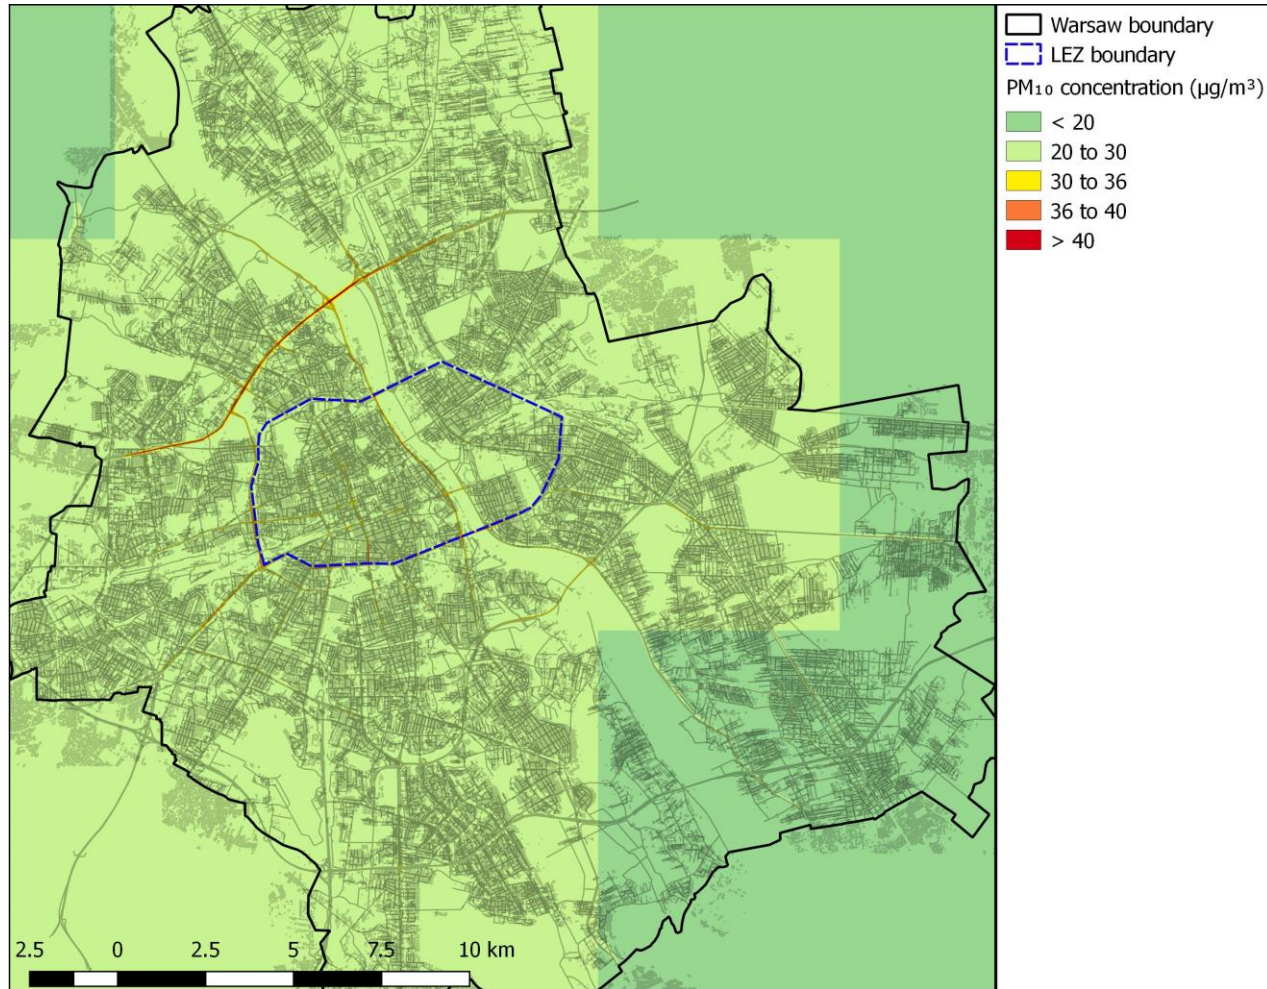 Warsaw boundary
LEZ boundary
PM₁₀ concentration (µg/m³)
< 20
20 to 30
30 to 36
36 to 40
> 40
2.5 0 2.5 5 7.5 10 km